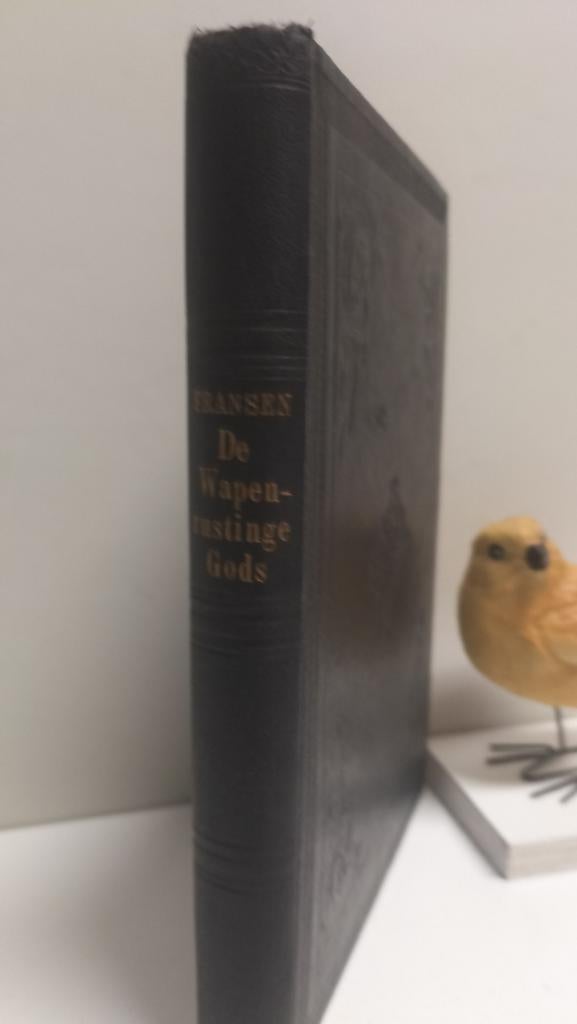 FRANSEN
De
Wapen-
rustinge
Gods